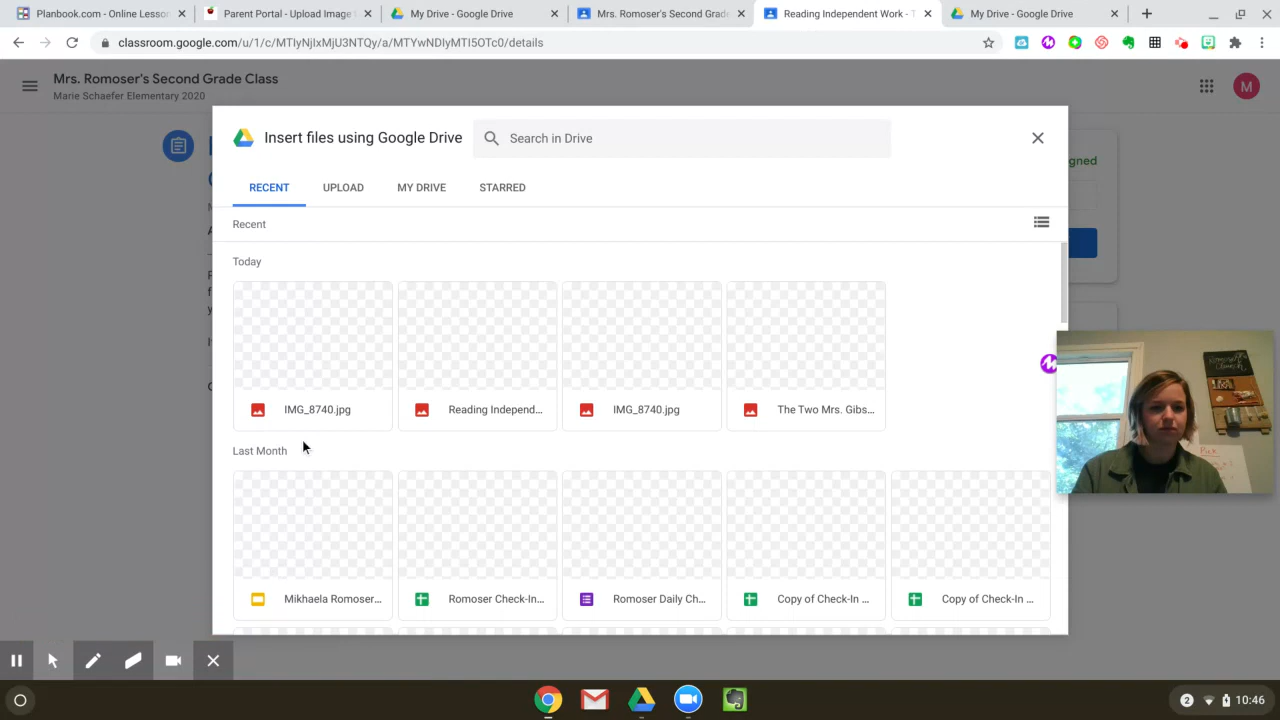 Planbook.com - Online Lesso
Parent Portal - Upload Image
My Drive - Google Drive
Mrs. Romoser's Second Grade
Reading Independent Work - T
My Drive - Google Drive
classroom.google.com/u/1/c/MTIyNjIxMjU3NTQy/a/MTYwNDIyMTI5OTc0/details
Mrs. Romoser's Second Grade Class
Marie Schaefer Elementary 2020
M
Insert files using Google Drive
Search in Drive
gned
RECENT
UPLOAD
MY DRIVE
STARRED
Recent
Today
IMG_8740.jpg
Reading Independ...
IMG_8740.jpg
The Two Mrs. Gibs...
Last Month
Mikhaela Romoser...
Romoser Check-In...
Romoser Daily Ch...
Copy of Check-In ...
Copy of Check-In ...
2
10:46